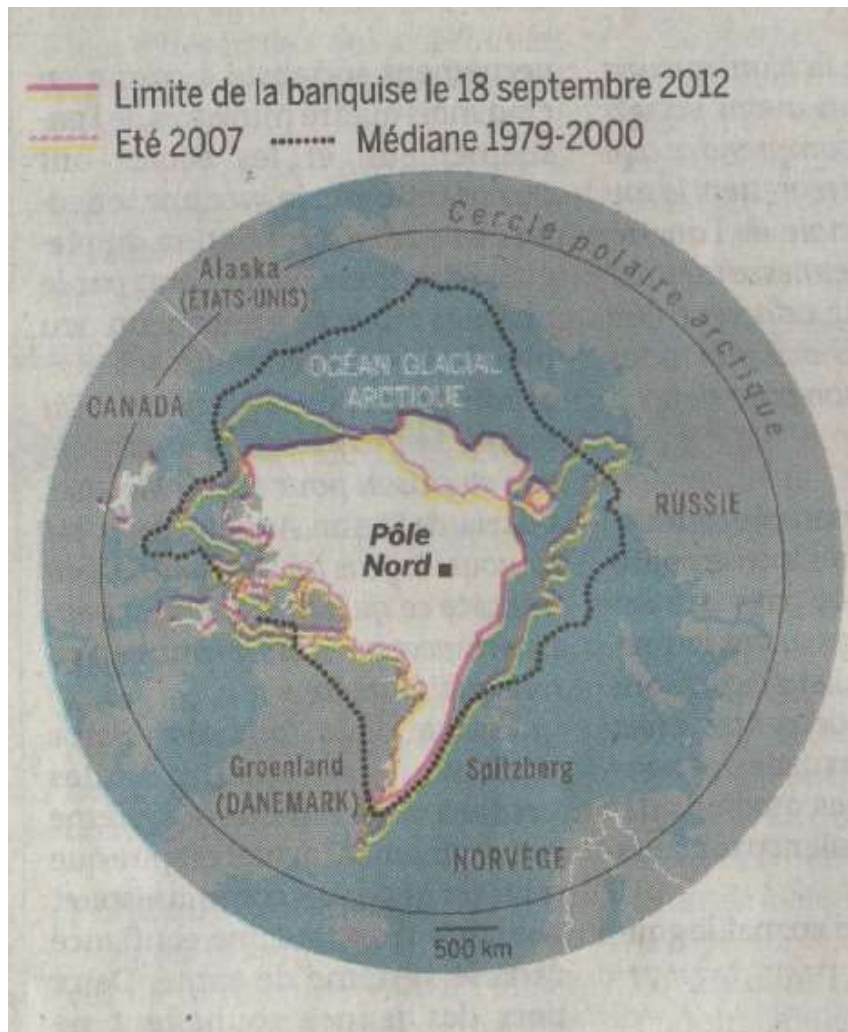 Limite de la banquise le 18 septembre 2012
Eté 2007 ........ Médiane 1979-2000
Cercle polaire arctique
Alaska
(ÉTATS-UNIS)
OCÉAN GLACIAL
ARCTIQUE
CANADA
RUSSIE
Pôle
Nord
Groenland
(DANEMARK)
Spitzberg
NORVÈGE
500 km